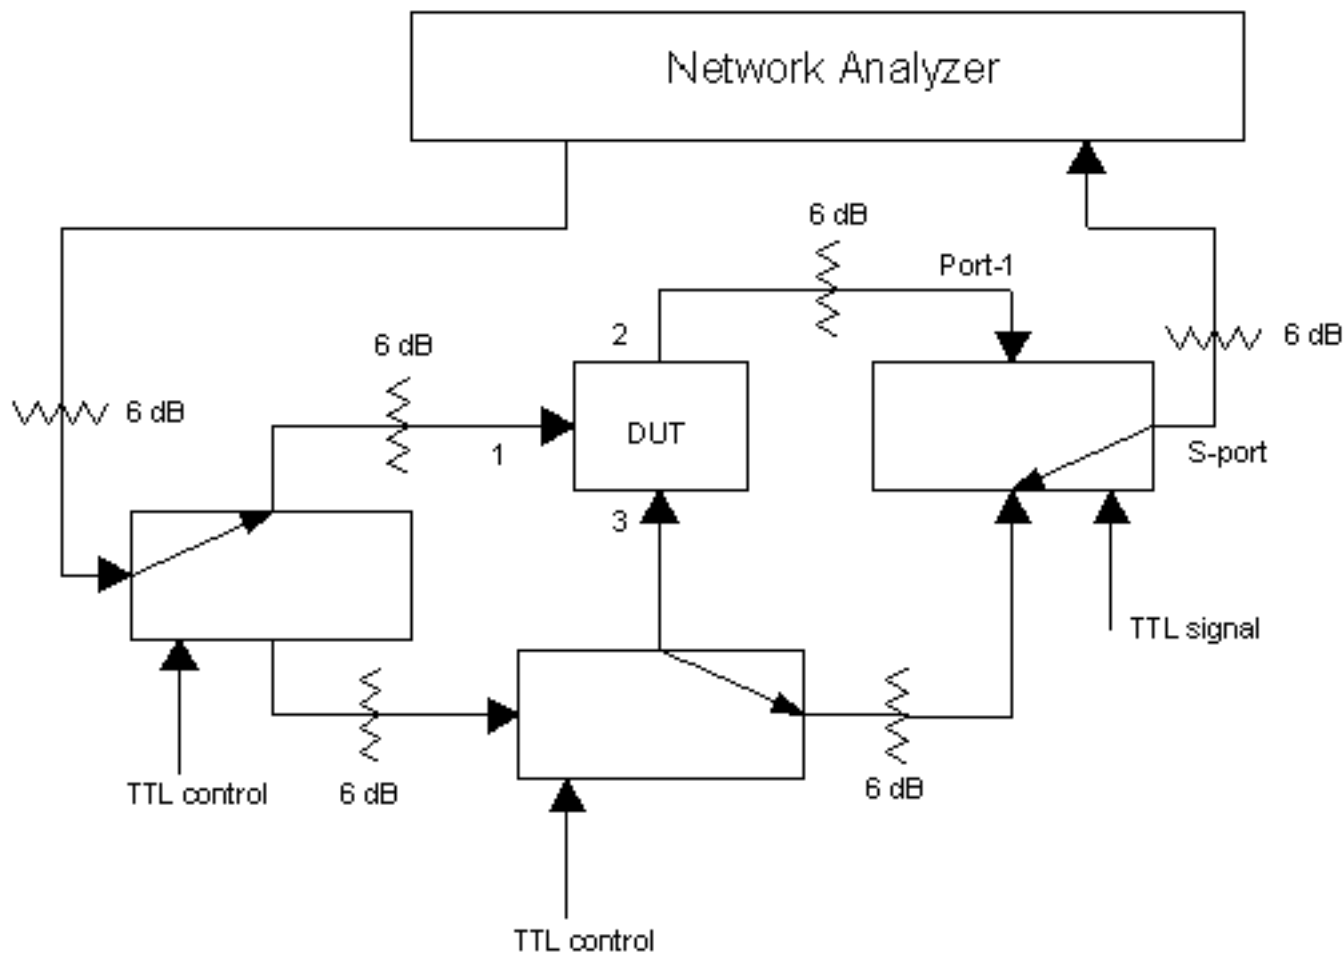 Network Analyzer
6 dB
Port-1
2
6 dB
6 dB
6 dB
DUT
1
S-port
3
TTL signal
TTL control
6 dB
6 dB
TTL control